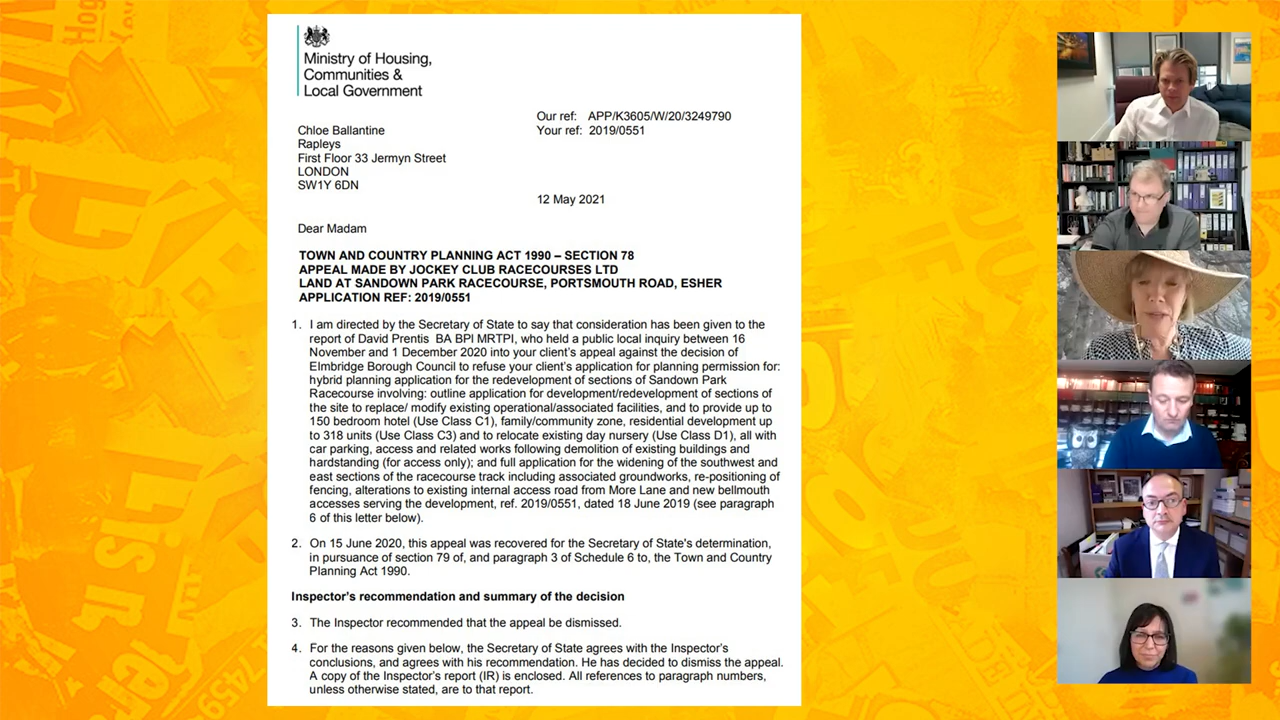 Ministry of Housing,
Communities &
Local Government
Our ref: APP/K3605/W/20/3249790
Your ref: 2019/0551
Chloe Ballantine
Rapleys
First Floor 33 Jermyn Street
LONDON
SW1Y 6DN
12 May 2021
Dear Madam
TOWN AND COUNTRY PLANNING ACT 1990 – SECTION 78
APPEAL MADE BY JOCKEY CLUB RACECOURSES LTD
LAND AT SANDOWN PARK RACECOURSE, PORTSMOUTH ROAD, ESHER
APPLICATION REF: 2019/0551
1. I am directed by the Secretary of State to say that consideration has been given to the
report of David Prentis BA BPI MRTPI, who held a public local inquiry between 16
November and 1 December 2020 into your client's appeal against the decision of
Elmbridge Borough Council to refuse your client's application for planning permission for:
hybrid planning application for the redevelopment of sections of Sandown Park
Racecourse involving: outline application for development/redevelopment of sections of
the site to replace/ modify existing operational/associated facilities, and to provide up to
150 bedroom hotel (Use Class C1), family/community zone, residential development up
to 318 units (Use Class C3) and to relocate existing day nursery (Use Class D1), all with
car parking, access and related works following demolition of existing buildings and
hardstanding (for access only); and full application for the widening of the southwest and
east sections of the racecourse track including associated groundworks, re-positioning of
fencing, alterations to existing internal access road from More Lane and new bellmouth
accesses serving the development, ref. 2019/0551, dated 18 June 2019 (see paragraph
6 of this letter below).
2. On 15 June 2020, this appeal was recovered for the Secretary of State's determination,
in pursuance of section 79 of, and paragraph 3 of Schedule 6 to, the Town and Country
Planning Act 1990.
Inspector's recommendation and summary of the decision
3. The Inspector recommended that the appeal be dismissed.
4. For the reasons given below, the Secretary of State agrees with the Inspector's
conclusions, and agrees with his recommendation. He has decided to dismiss the appeal.
A copy of the Inspector's report (IR) is enclosed. All references to paragraph numbers,
unless otherwise stated, are to that report.